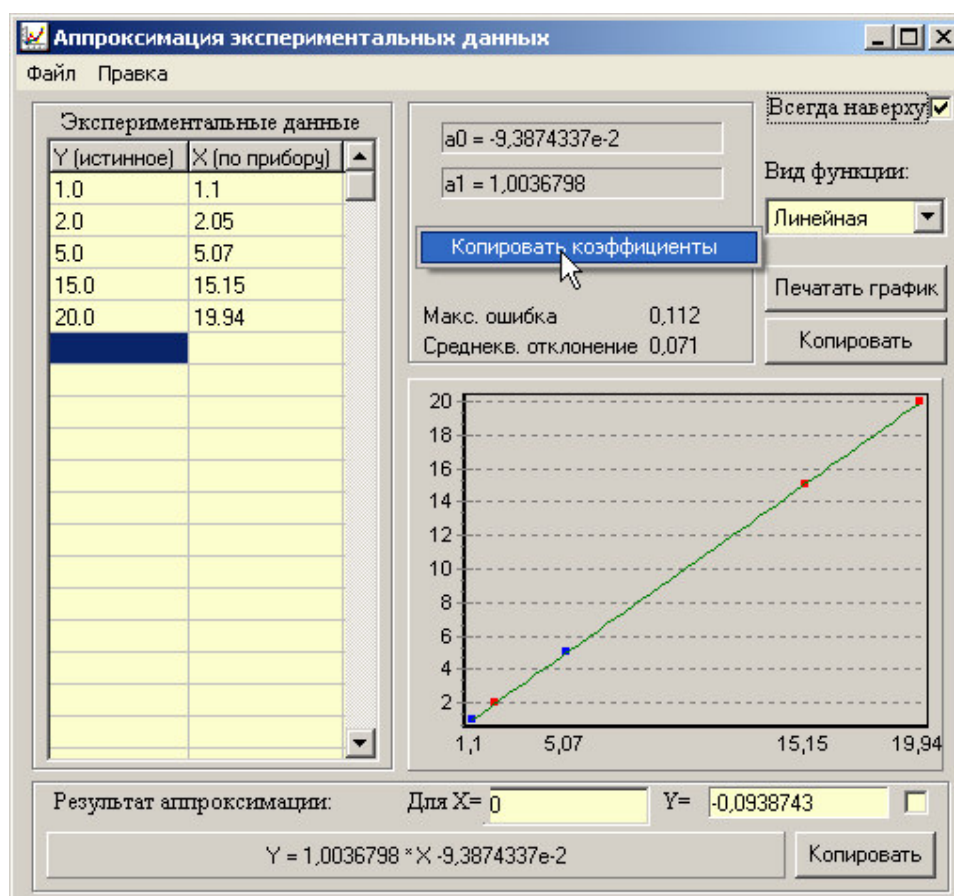 Аппроксимация экспериментальных данных
Файл Правка
Экспериментальные данные
Y (истинное) X (по прибору)
1.0 1.1
2.0 2.05
5.0 5.07
15.0 15.15
20.0 19.94
a0 = -9,3874337e-2
a1 = 1,0036798
Копировать коэффициенты
Макс. ошибка 0,112
Среднекв. отклонение 0,071
Всегда наверху
Вид функции:
Линейная
Печатать график
Копировать
20
18
16
14
12
10
8
6
4
2
1,1 5,07 15,15 19,94
Результат аппроксимации: Для X= 0 Y= -0,0938743
Y = 1,0036798 * X -9,3874337e-2 Копировать